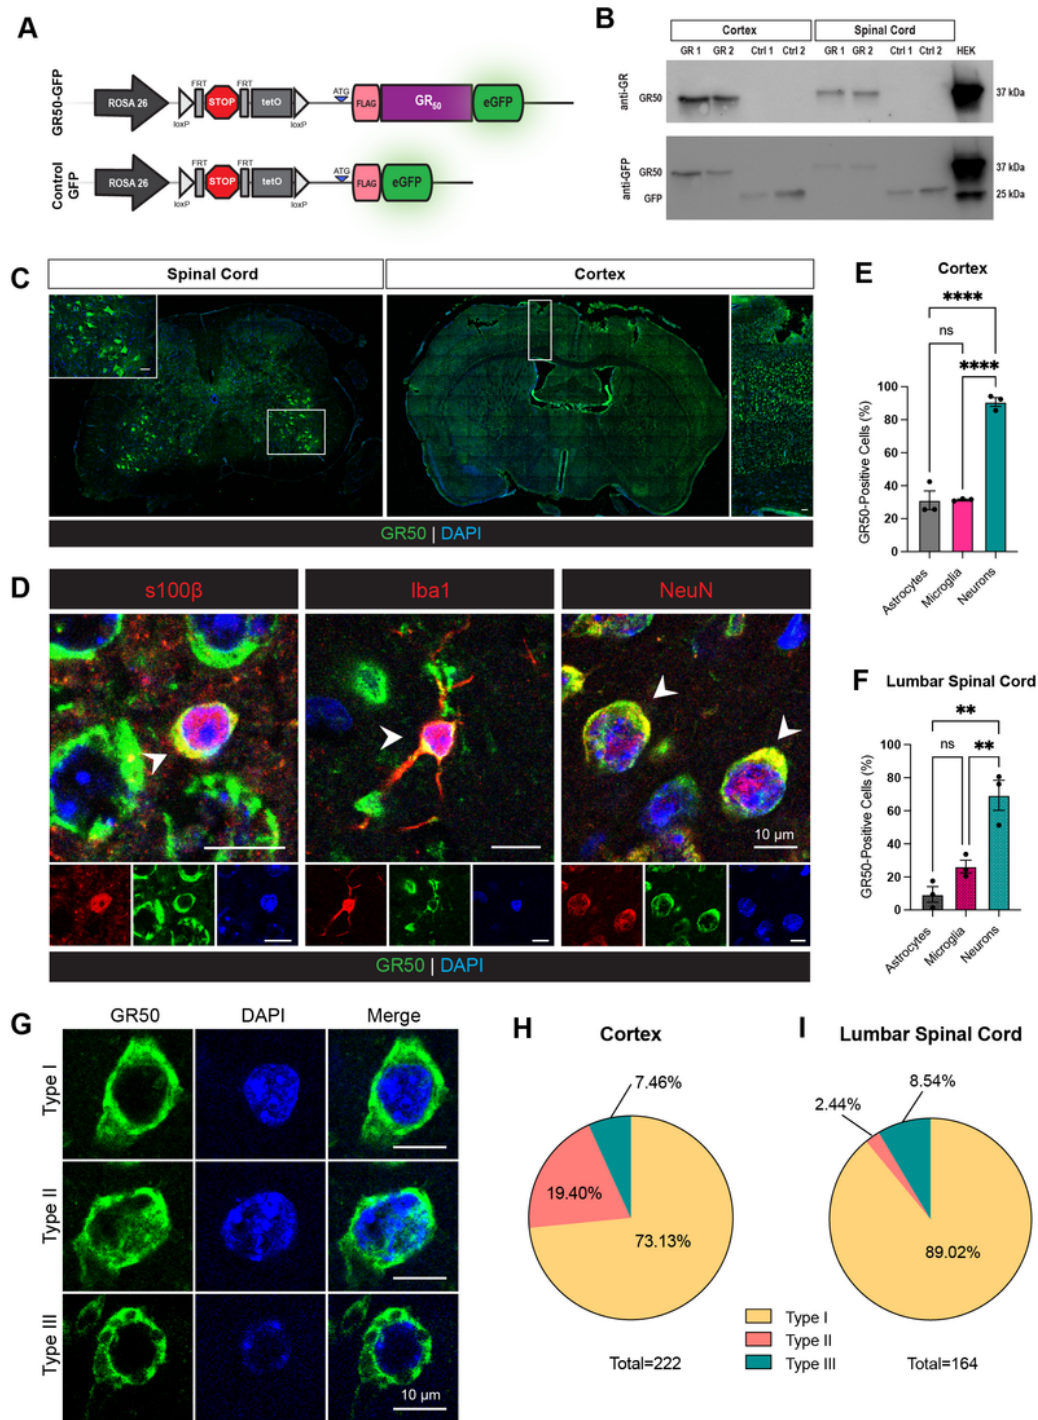 A
GR50-GFP
ROSA 26
FRT
STOP
FRT
tetO
loxP
loxP
ATG
FLAG
GR50
eGFP
Control
GFP
ROSA 26
FRT
STOP
FRT
tetO
loxP
loxP
ATG
FLAG
eGFP
B
Cortex
Spinal Cord
GR 1 GR 2 Ctrl 1 Ctrl 2 GR 1 GR 2 Ctrl 1 Ctrl 2 HEK
anti-GR
GR50
37 kDa
anti-GFP
GR50
37 kDa
GFP
25 kDa
C
Spinal Cord
Cortex
GR50 | DAPI
D
s100β
Iba1
NeuN
10 µm
GR50 | DAPI
E
Cortex
****
ns
****
GR50-Positive Cells (%)
100
80
60
40
20
0
Astrocytes
Microglia
Neurons
F
Lumbar Spinal Cord
**
ns
**
GR50-Positive Cells (%)
100
80
60
40
20
0
Astrocytes
Microglia
Neurons
G
GR50
DAPI
Merge
Type I
Type II
Type III
10 µm
H
Cortex
7.46%
19.40%
73.13%
Total=222
I
Lumbar Spinal Cord
8.54%
2.44%
89.02%
Total=164
Type I
Type II
Type III